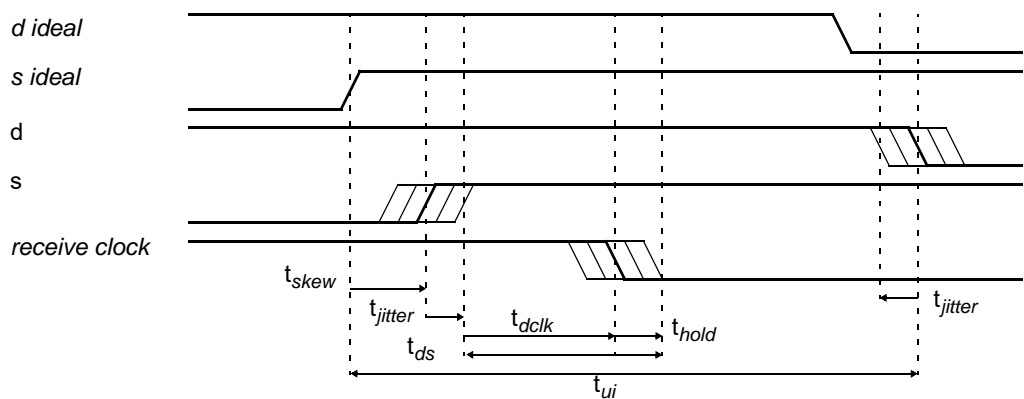 d ideal
s ideal
d
s
receive clock
tskew
tjitter
tjitter
tdclk
thold
tds
tui